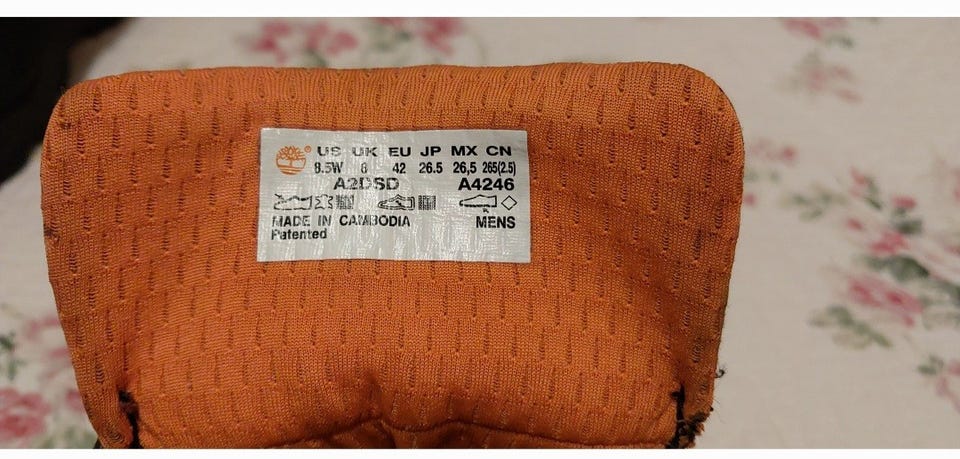 US UK EU JP MX CN
8.5W 8 42 26.5 26,5 265(2.5)
A2DSD A4246
MADE IN CAMBODIA MENS
Patented